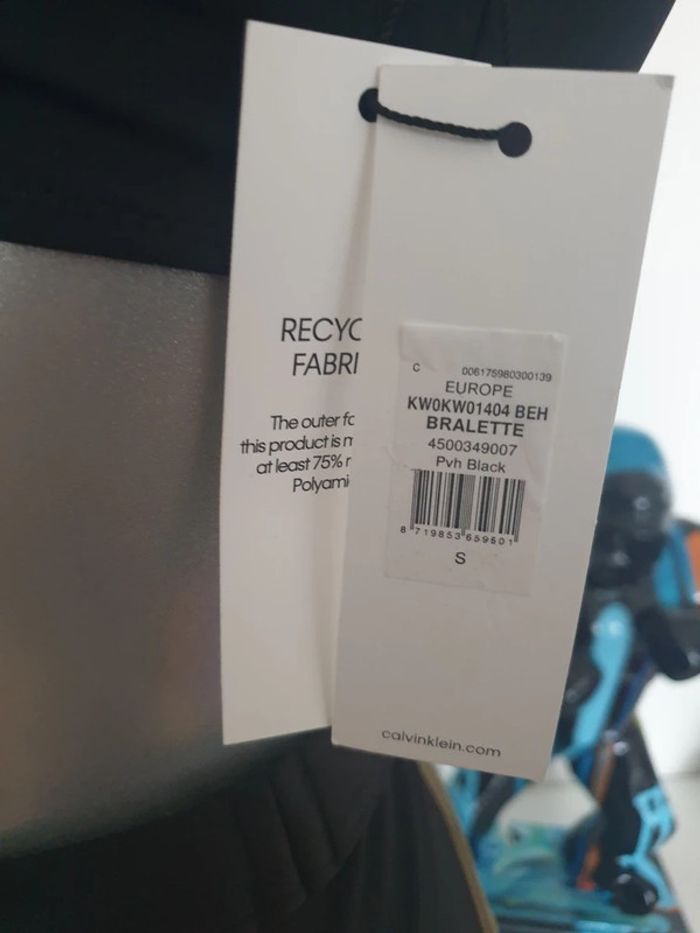 RECYC
FABRI
The outer fc
this product is m
at least 75% r
Polyami
C 006175980300139
EUROPE
KW0KW01404 BEH
BRALETTE
4500349007
Pvh Black
8 719853 659501
S
calvinklein.com